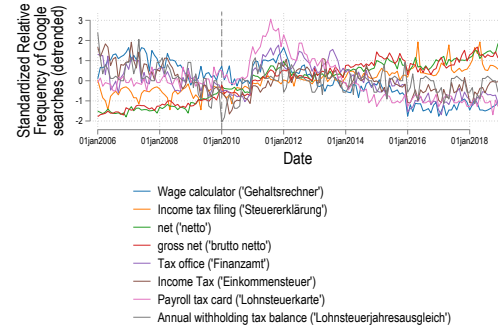 Standardized Relative
Frequency of Google
searches (detrended)
3
2
1
0
-1
-2
01jan2006 01jan2008 01jan2010 01jan2012 01jan2014 01jan2016 01jan2018
Date
Wage calculator ('Gehaltsrechner')
Income tax filing ('Steuererklärung')
net ('netto')
gross net ('brutto netto')
Tax office ('Finanzamt')
Income Tax ('Einkommensteuer')
Payroll tax card ('Lohnsteuerkarte')
Annual withholding tax balance ('Lohnsteuerjahresausgleich')